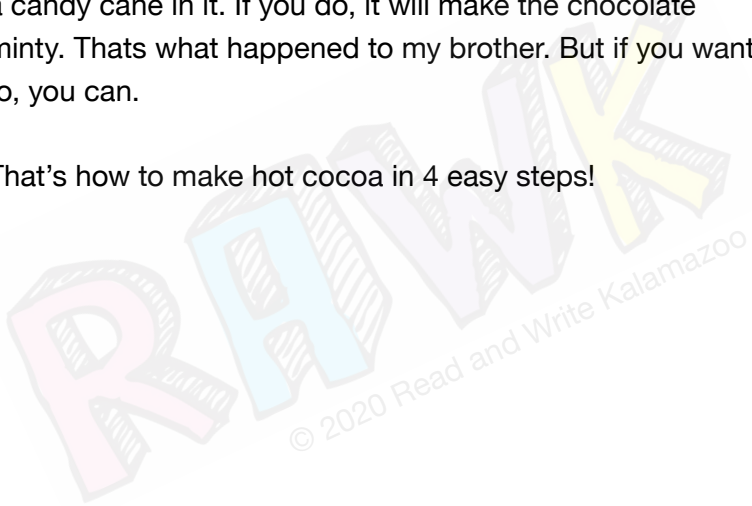 a candy cane in it. If you do, it will make the chocolate
minty. Thats what happened to my brother. But if you want
to, you can.
That's how to make hot cocoa in 4 easy steps!
RAWK
© 2020 Read and Write Kalamazoo